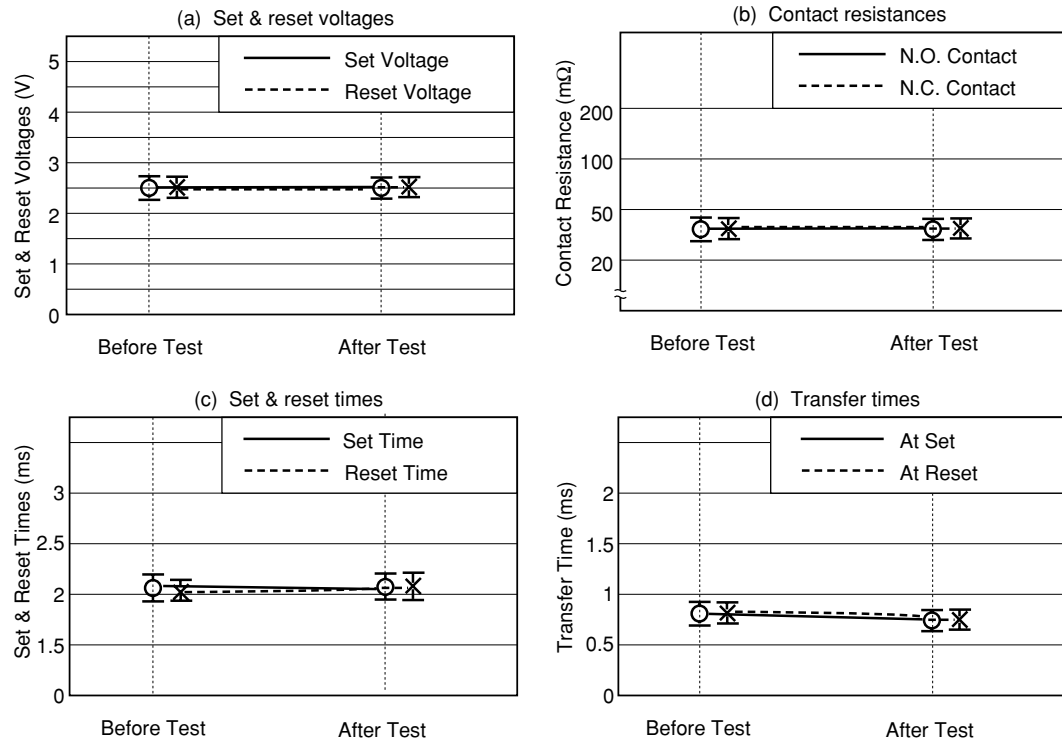 (a) Set & reset voltages
Set & Reset Voltages (V)
5
4
3
2
1
0
Set Voltage
Reset Voltage
Before Test
After Test
(b) Contact resistances
Contact Resistance (mΩ)
200
100
50
20
N.O. Contact
N.C. Contact
Before Test
After Test
(c) Set & reset times
Set & Reset Times (ms)
3
2.5
2
1
0
Set Time
Reset Time
Before Test
After Test
(d) Transfer times
Transfer Time (ms)
2
1.5
1
0.5
0
At Set
At Reset
Before Test
After Test